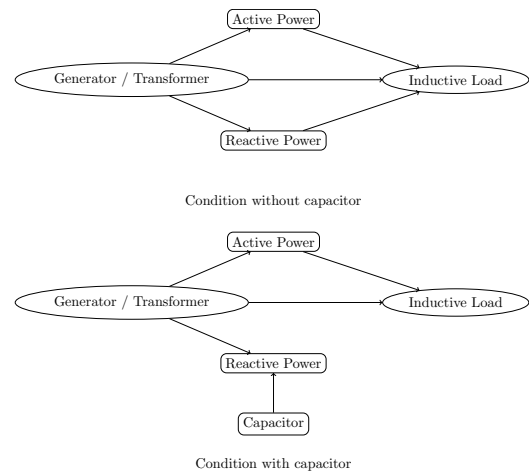 Active Power
Generator / Transformer
Inductive Load
Reactive Power
Condition without capacitor
Active Power
Generator / Transformer
Inductive Load
Reactive Power
Capacitor
Condition with capacitor